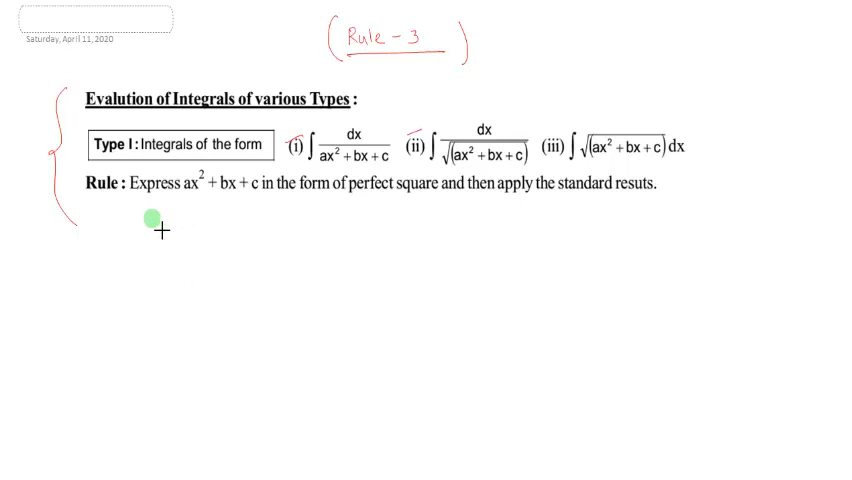 Saturday, April 11, 2020
(Rule - 3)
Evalution of Integrals of various Types :
Type I : Integrals of the form (i) ∫ dx / (ax² + bx + c) (ii) ∫ dx / √(ax² + bx + c) (iii) ∫ √(ax² + bx + c) dx
Rule : Express ax² + bx + c in the form of perfect square and then apply the standard resuts.